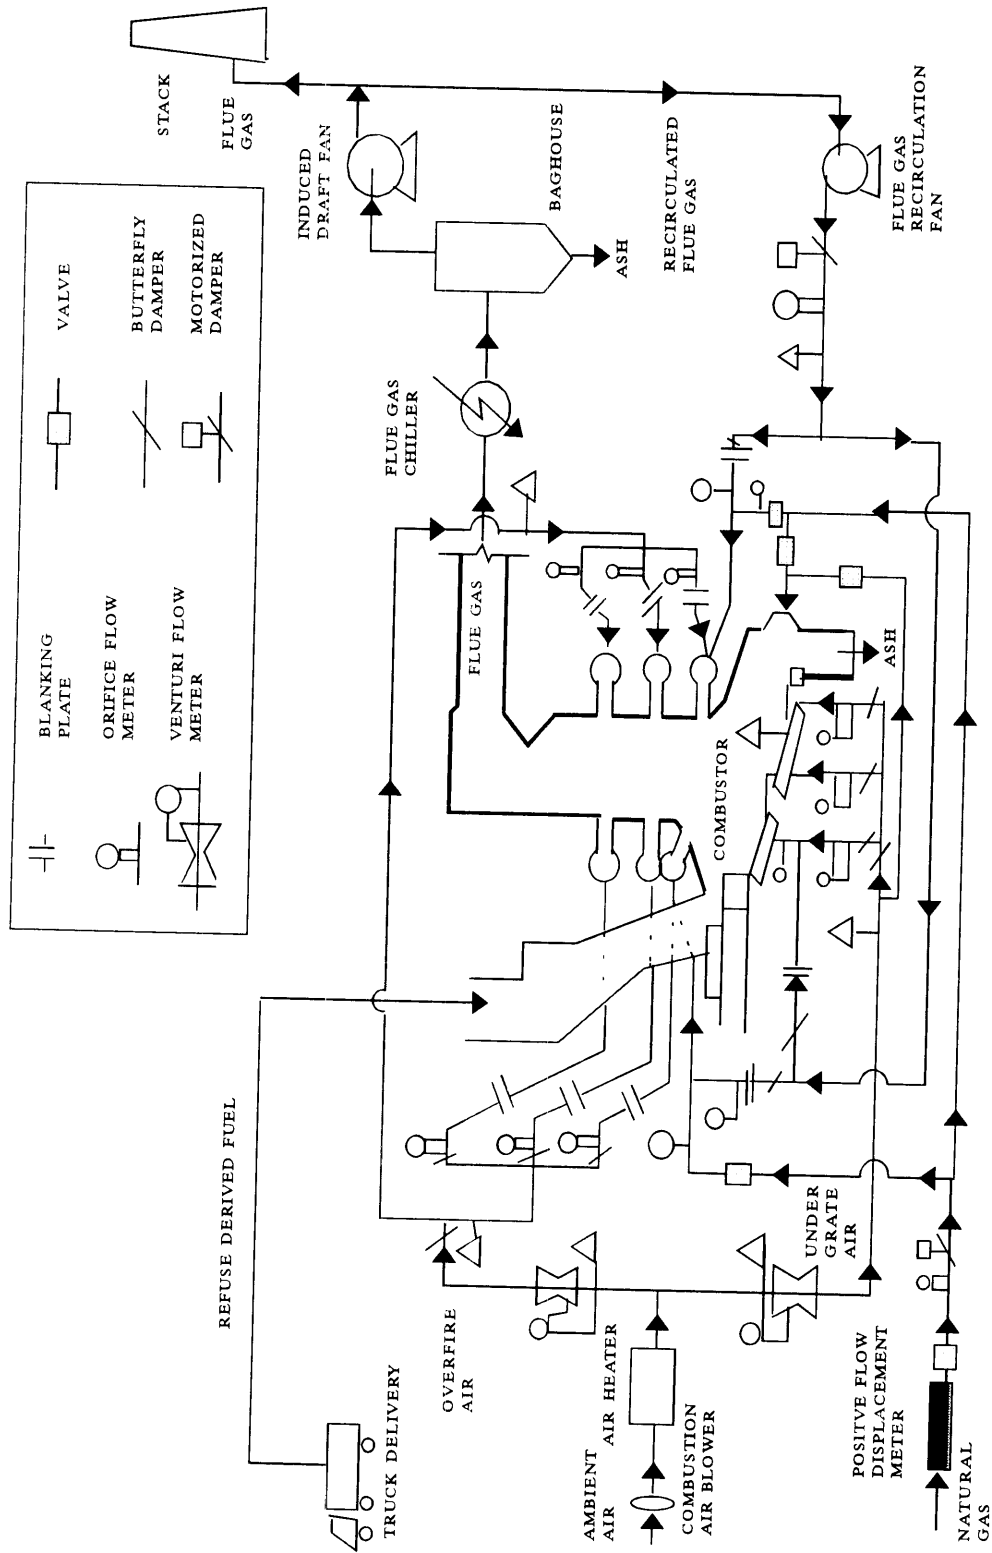 BLANKING
PLATE
ORIFICE FLOW
METER
VENTURI FLOW
METER
VALVE
BUTTERFLY
DAMPER
MOTORIZED
DAMPER
STACK
FLUE
GAS
INDUCED
DRAFT FAN
BAGHOUSE
ASH
RECIRCULATED
FLUE GAS
FLUE GAS
RECIRCULATION
FAN
FLUE GAS
CHILLER
FLUE GAS
COMBUSTOR
ASH
REFUSE DERIVED FUEL
TRUCK DELIVERY
OVERFIRE
AIR
UNDER
GRATE
AIR
AIR HEATER
AMBIENT
AIR
COMBUSTION
AIR BLOWER
POSITVE FLOW
DISPLACEMENT
METER
NATURAL
GAS